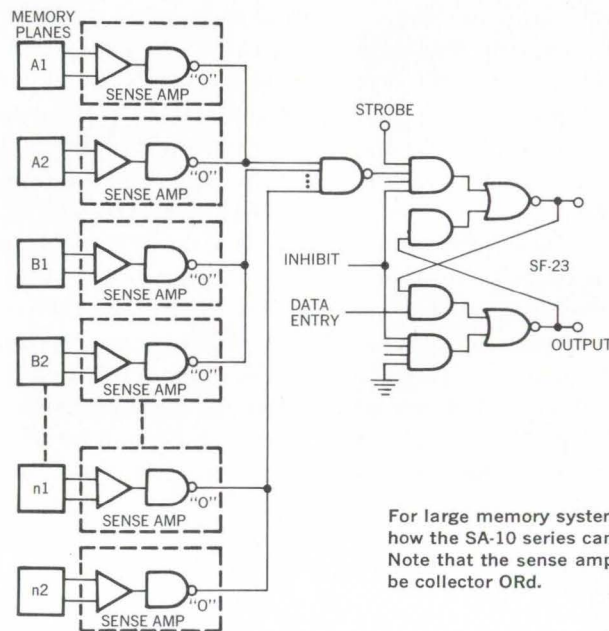 MEMORY
PLANES
A1
"O"
SENSE AMP
STROBE
A2
"O"
SENSE AMP
B1
"O"
SENSE AMP
INHIBIT
SF-23
DATA
ENTRY
B2
"O"
SENSE AMP
OUTPUT
n1
"O"
SENSE AMP
n2
"O"
SENSE AMP
For large memory system
how the SA-10 series can
Note that the sense amp
be collector ORd.